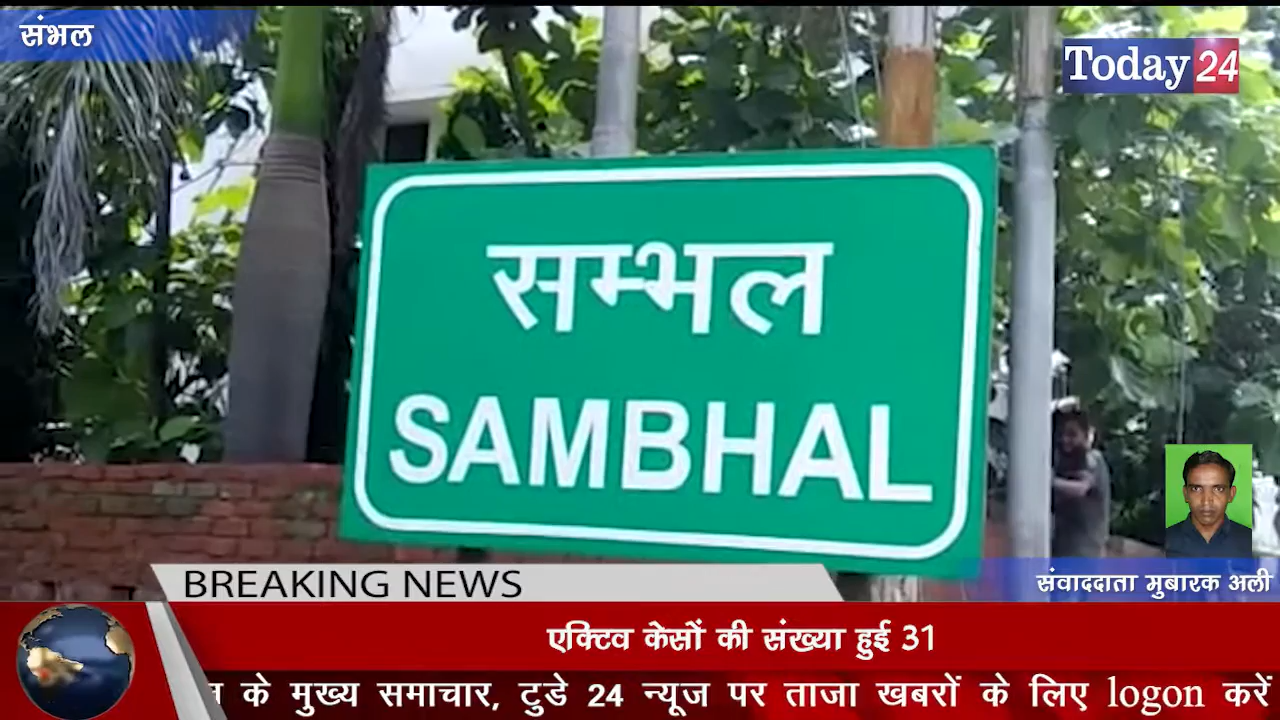 संभल
Today 24
सम्भल
SAMBHAL
BREAKING NEWS
संवाददाता मुबारक अली
एक्टिव केसों की संख्या हुई 31
के मुख्य समाचार, टुडे 24 न्यूज पर ताजा खबरों के लिए logon करें